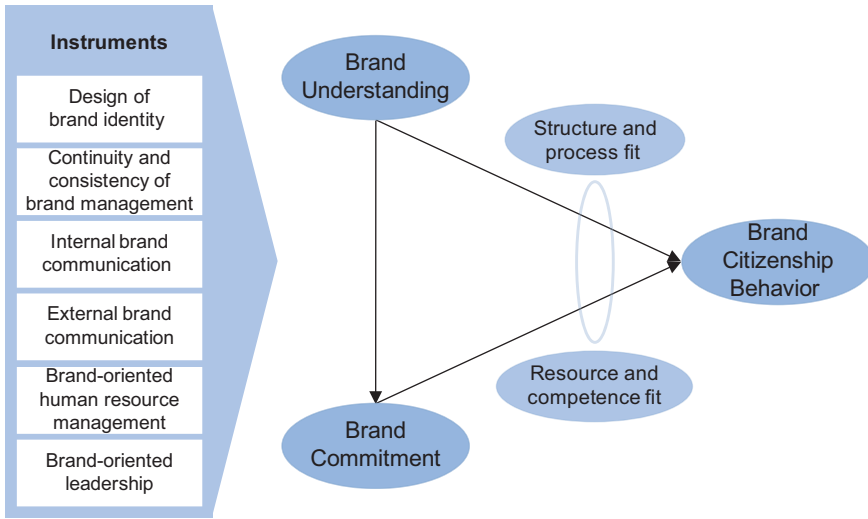 Instruments
Design of
brand identity
Continuity and
consistency of
brand management
Internal brand
communication
External brand
communication
Brand-oriented
human resource
management
Brand-oriented
leadership
Brand
Understanding
Structure and
process fit
Brand
Citizenship
Behavior
Resource and
competence fit
Brand
Commitment